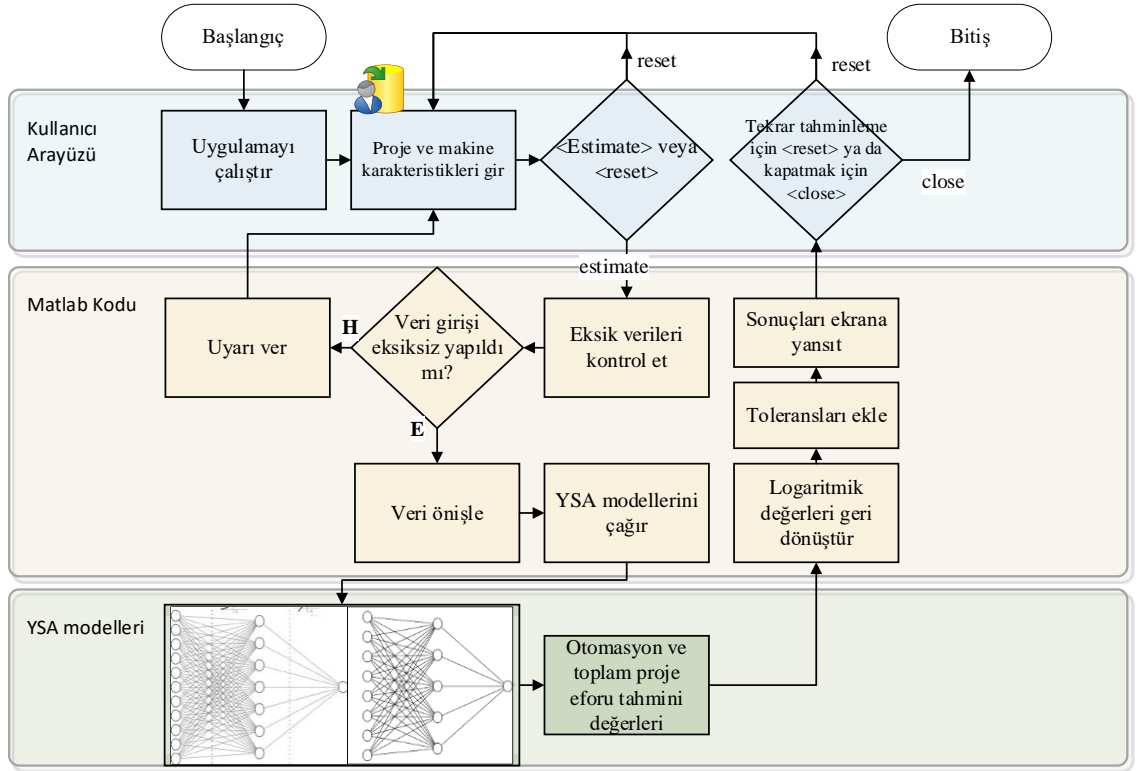 Başlangıç
Bitiş
reset
reset
Kullanıcı
Arayüzü
Uygulamayı
çalıştır
Proje ve makine
karakteristikleri gir
<Estimate> veya
<reset>
Tekrar tahminleme
için <reset> ya da
kapatmak için
<close>
close
estimate
Matlab Kodu
Uyarı ver
H
Veri girişi
eksiksiz yapıldı
mı?
E
Eksik verileri
kontrol et
Sonuçları ekrana
yansıt
Toleransları ekle
Veri önişle
YSA modellerini
çağır
Logaritmik
değerleri geri
dönüştür
YSA modelleri
Otomasyon ve
toplam proje
eforu tahmini
değerleri